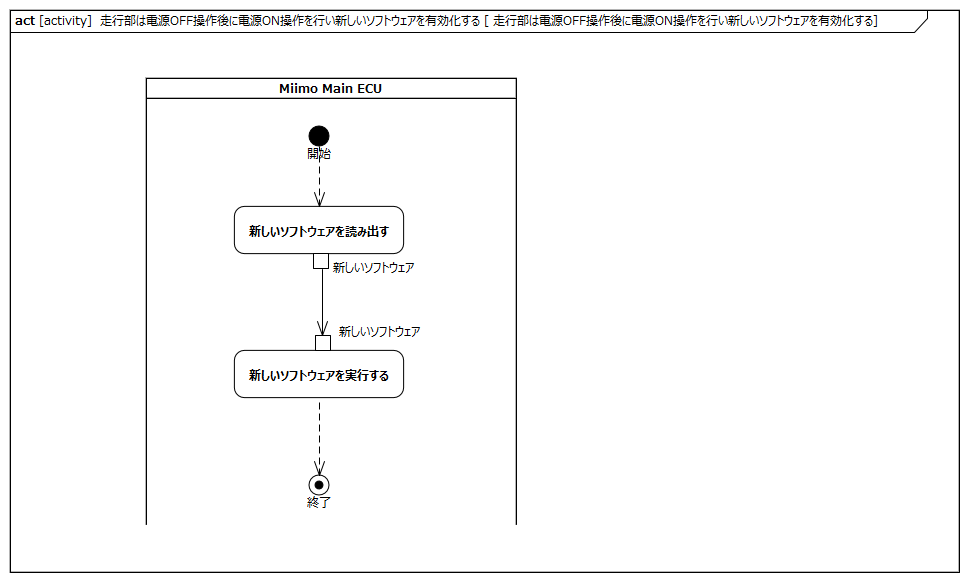 act [activity] 走行部は電源OFF操作後に電源ON操作を行い新しいソフトウェアを有効化する [ 走行部は電源OFF操作後に電源ON操作を行い新しいソフトウェアを有効化する]
Miimo Main ECU
開始
新しいソフトウェアを読み出す
新しいソフトウェア
新しいソフトウェア
新しいソフトウェアを実行する
終了